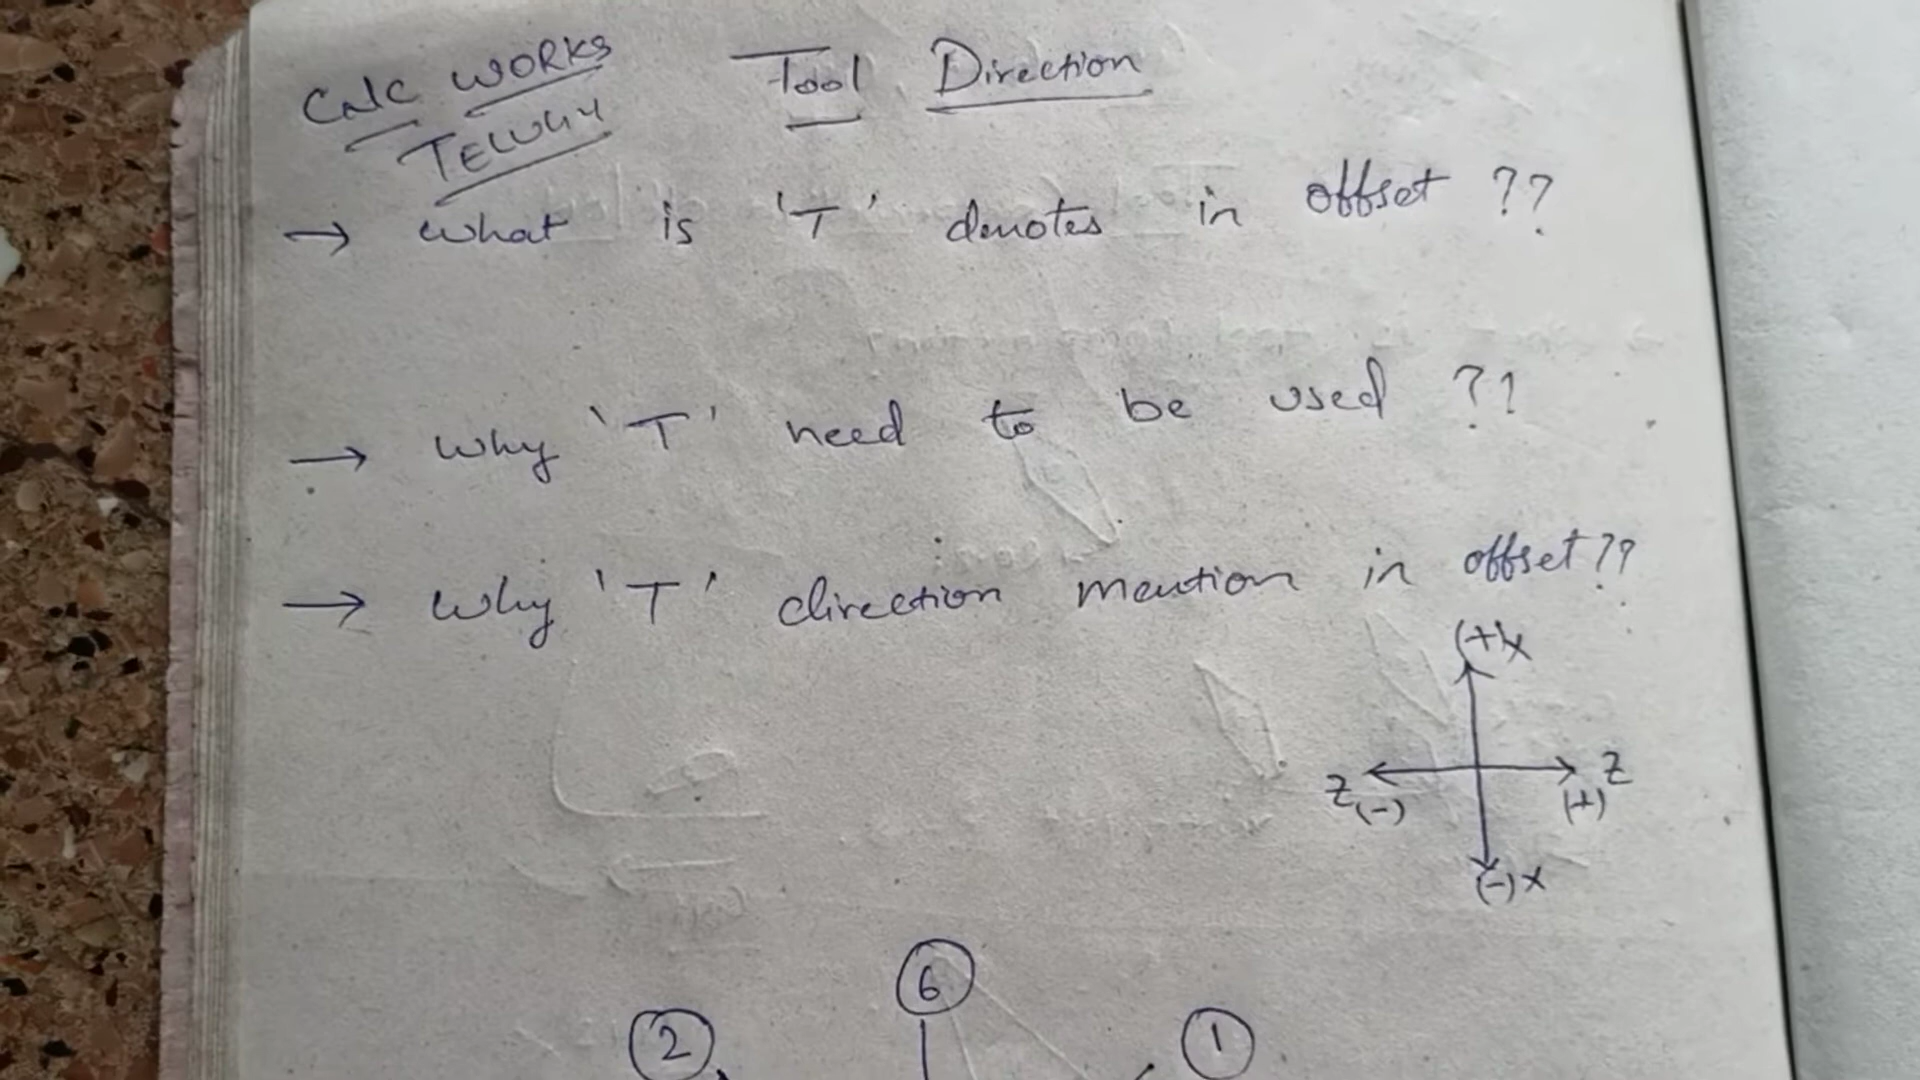 CALC WORKS
TELUGU
Tool Direction
→ what is 'T' denotes in offset ??
→ why 'T' need to be used ??
→ why 'T' direction mention in offset ??
(+)x
Z (-)
Z (+)
(-)x
6
2
1